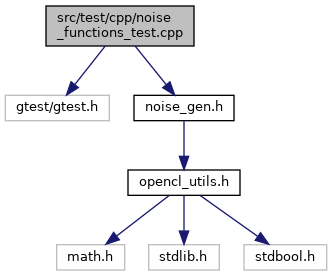 src/test/cpp/noise
_functions_test.cpp
gtest/gtest.h
noise_gen.h
opencl_utils.h
math.h
stdlib.h
stdbool.h